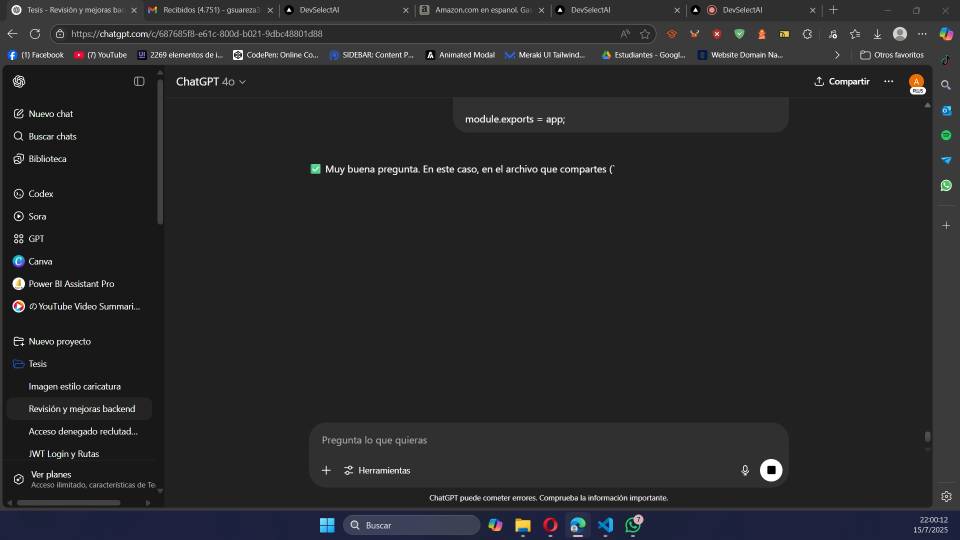 Tesis - Revisión y mejoras bac
Recibidos (4.751) - gsuareza3
DevSelectAI
Amazon.com en espanol. Ga
DevSelectAI
DevSelectAI
https://chatgpt.com/c/687685f8-e61c-800d-b021-9dbc48801d88
(1) Facebook
(7) YouTube
2269 elementos de i...
CodePen: Online Co...
SIDEBAR: Content P...
Animated Modal
Meraki UI Tailwind...
Estudiantes - Googl...
Website Domain Na...
Otros favoritos
ChatGPT 4o
Compartir
PLUS
Nuevo chat
Buscar chats
Biblioteca
Codex
Sora
GPT
Canva
Power BI Assistant Pro
の YouTube Video Summari...
Nuevo proyecto
Tesis
Imagen estilo caricatura
Revisión y mejoras backend
Acceso denegado reclutad...
JWT Login y Rutas
Ver planes
Acceso ilimitado, características de Te
module.exports = app;
Muy buena pregunta. En este caso, en el archivo que compartes (`
Pregunta lo que quieras
Herramientas
ChatGPT puede cometer errores. Comprueba la información importante.
Buscar
7
22:00:12
15/7/2025